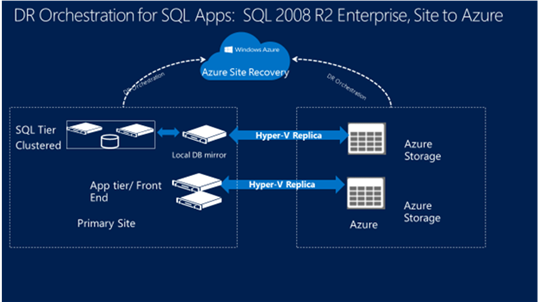 DR Orchestration for SQL Apps: SQL 2008 R2 Enterprise, Site to Azure
Windows Azure
Azure Site Recovery
DR Orchestration
DR Orchestration
SQL Tier
Clustered
Local DB mirror
Hyper-V Replica
Azure
Storage
App tier/ Front
End
Hyper-V Replica
Azure
Storage
Primary Site
Azure